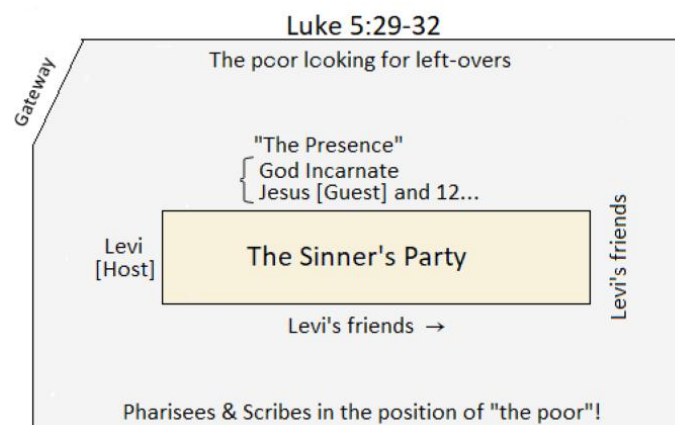 Luke 5:29-32
The poor looking for left-overs
Gateway
"The Presence"
God Incarnate
Jesus [Guest] and 12...
Levi
[Host]
The Sinner's Party
Levi's friends
Levi's friends →
Pharisees & Scribes in the position of "the poor"!